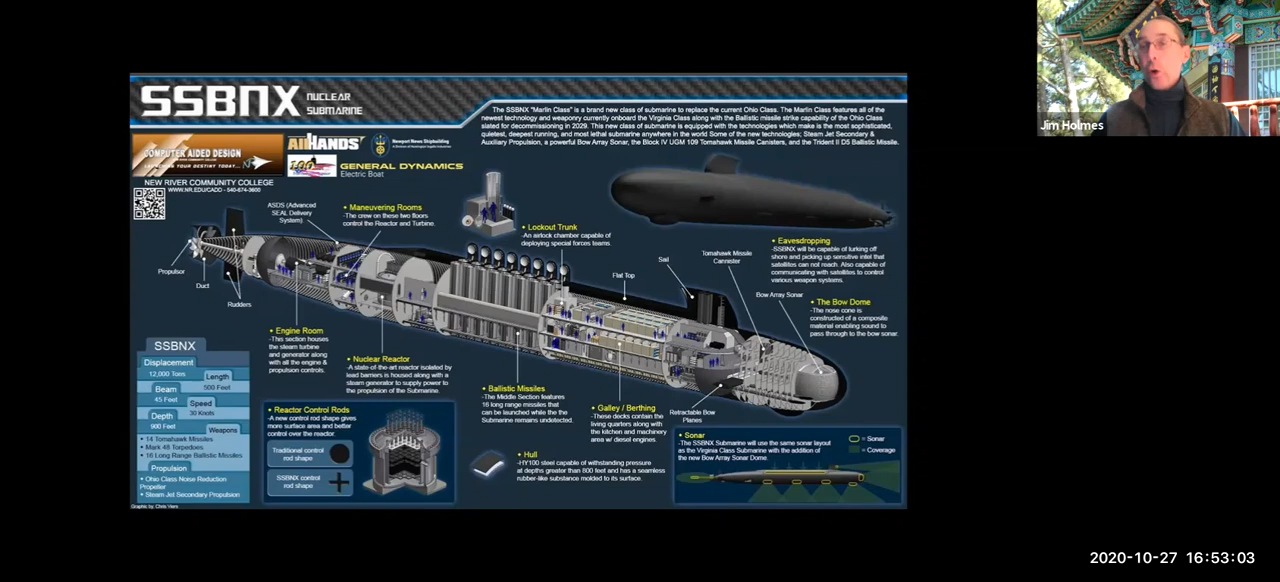 SSBNX
NUCLEAR
SUBMARINE
The SSBNX "Marlin Class" is a brand new class of submarine to replace the current Ohio Class. The Marlin Class features all of the
newest technology and weaponry currently onboard the Virginia Class along with the Ballistic missile strike capability of the Ohio Class
slated for decommissioning in 2029. This new class of submarine is equipped with the technologies which make is the most sophisticated,
quietest, deepest running, and most lethal submarine anywhere in the world Some of the new technologies; Steam Jet Secondary &
Auxiliary Propulsion, a powerful Bow Array Sonar, the Block IV UGM 109 Tomahawk Missile Canisters, and the Trident II D5 Ballistic Missile.
COMPUTER AIDED DESIGN
LAUNCHING YOUR DESTINY TODAY...
AllHANDS
Newport News Shipbuilding
GENERAL DYNAMICS
Electric Boat
NEW RIVER COMMUNITY COLLEGE
WWW.NR.EDU/CADD - 540-674-3600
ASDS (Advanced
SEAL Delivery
System)
• Maneuvering Rooms
-The crew on these two floors
control the Reactor and Turbine.
• Lockout Trunk
-An airlock chamber capable of
deploying special forces teams.
Propulsor
Duct
Rudders
Flat Top
Sail
Tomahawk Missile
Cannister
• Eavesdropping
-SSBNX will be capable of turning off
shore and picking up sensitive intel that
satellites can not reach. Also capable of
communicating with satellites to control
various weapon systems.
Bow Array Sonar
• The Bow Dome
-The nose cone is
constructed of a composite
material enabling sound to
pass through to the bow sonar.
• Engine Room
-This section houses
the steam turbine
and generator along
with all the engine &
propulsion controls.
• Nuclear Reactor
-A state-of-the-art reactor isolated by
lead barriers is housed along with a
steam generator to supply power to
the propulsion of the Submarine.
• Ballistic Missiles
-The Middle Section features
16 long range missiles that
can be launched while the the
Submarine remains undetected.
• Galley / Berthing
-These decks contain the
living quarters along with
the kitchen and machinery
area w/ diesel engines.
Retractable Bow
Planes
SSBNX
Displacement
12,000 Tons
Length
500 Feet
Beam
45 Feet
Speed
30 Knots
Depth
900 Feet
Weapons
• 14 Tomahawk Missiles
• Mark 48 Torpedoes
• 16 Long Range Ballistic Missiles
Propulsion
• Ohio Class Noise Reduction
Propeller
• Steam Jet Secondary Propulsion
Graphic by: Chris Viers
• Reactor Control Rods
-A new control rod shape gives
more surface area and better
control over the reactor.
Traditional control
rod shape
SSBNX control
rod shape
• Hull
-HY100 steel capable of withstanding pressure
at depths greater than 800 feet and has a seamless
rubber-like substance molded to its surface.
• Sonar
-The SSBNX Submarine will use the same sonar layout
as the Virginia Class Submarine with the addition of
the new Bow Array Sonar Dome.
= Sonar
= Coverage
Jim Holmes
2020-10-27 16:53:03